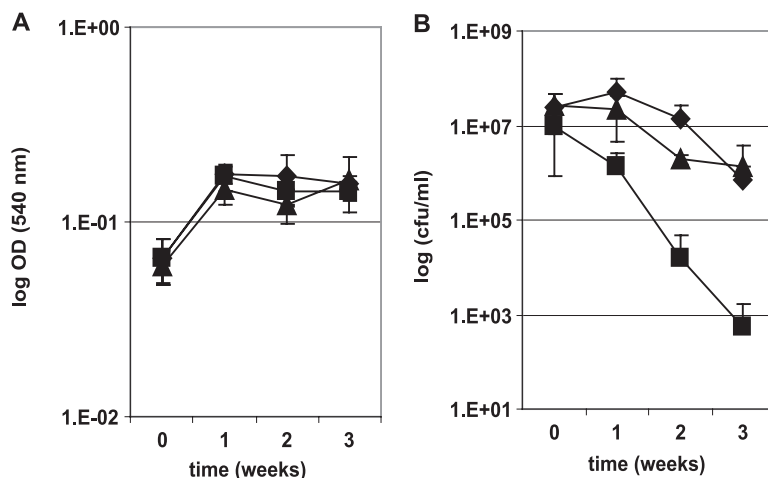 A
log OD (540 nm)
1.E+00
1.E-01
1.E-02
0 1 2 3
time (weeks)
B
log (cfu/ml)
1.E+09
1.E+07
1.E+05
1.E+03
1.E+01
0 1 2 3
time (weeks)